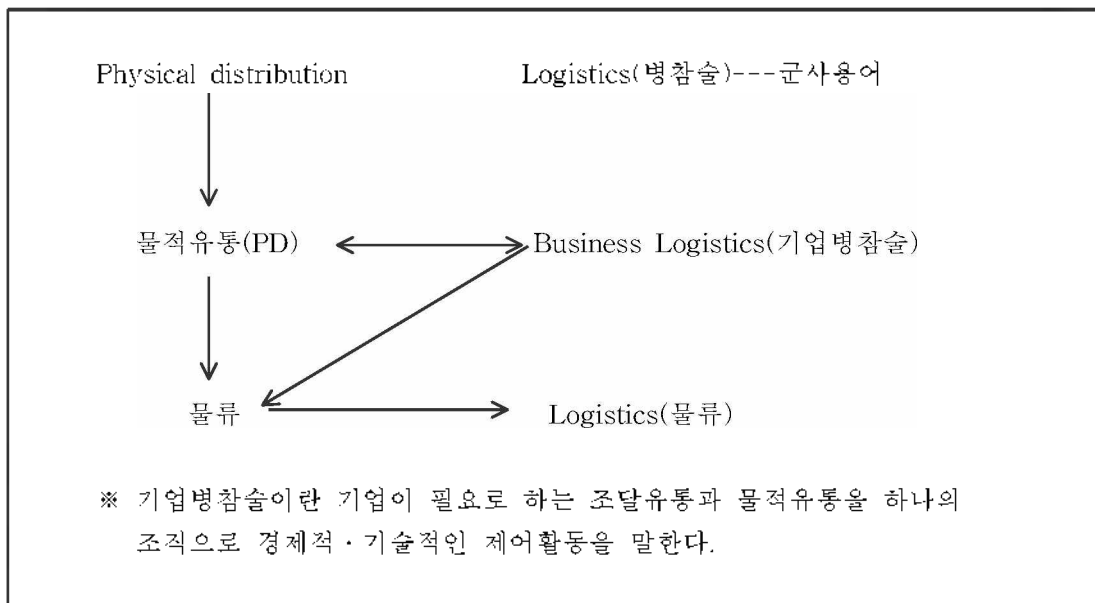 Physical distribution Logistics(병참술)---군사용어
물적유통(PD) Business Logistics(기업병참술)
물류 Logistics(물류)
※ 기업병참술이란 기업이 필요로 하는 조달유통과 물적유통을 하나의
조직으로 경제적·기술적인 제어활동을 말한다.